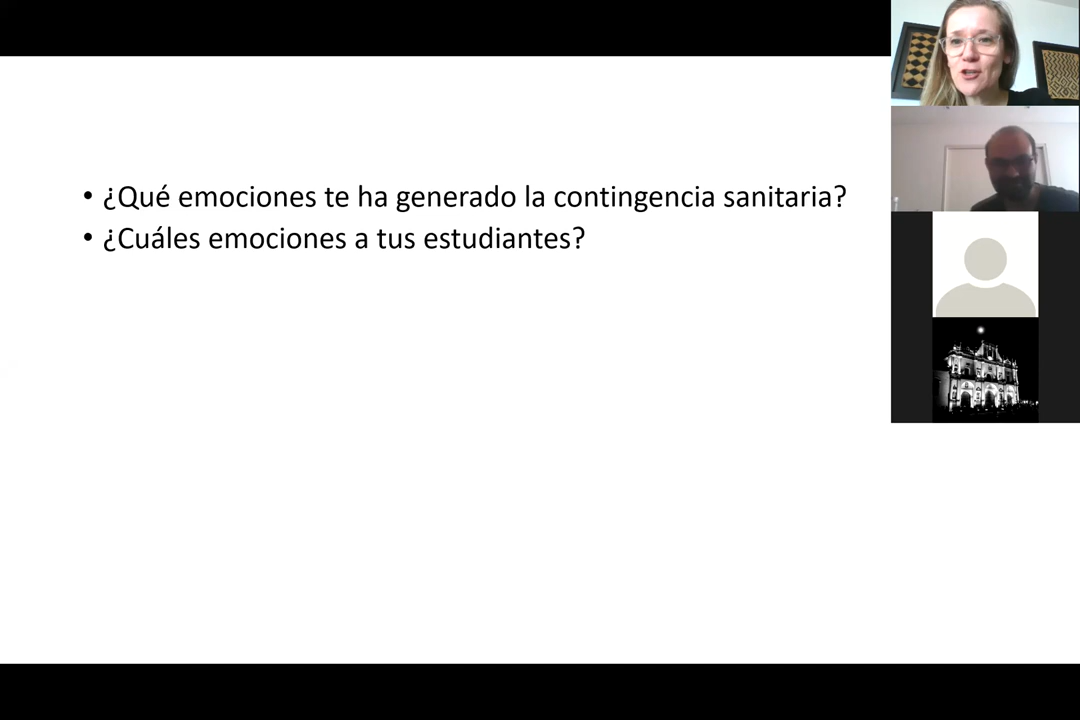 • ¿Qué emociones te ha generado la contingencia sanitaria?
• ¿Cuáles emociones a tus estudiantes?